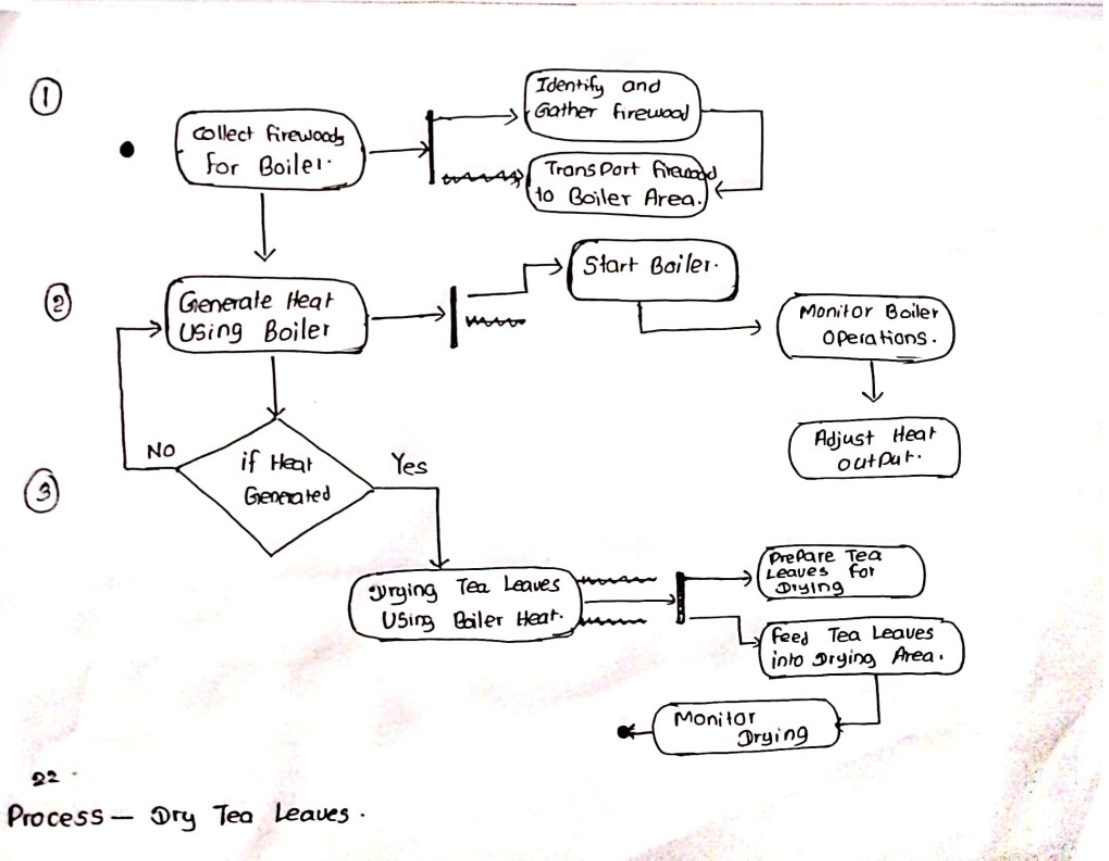 ①
Collect firewoods
for Boiler.
Identify and
Gather firewood
Transport firewood
to Boiler Area.
②
Generate Heat
Using Boiler
Start Boiler.
Monitor Boiler
Operations.
Adjust Heat
output.
③
if Heat
Generated
No
Yes
Drying Tea Leaves
Using Boiler Heat.
Prepare Tea
Leaves for
Drying
Feed Tea Leaves
into Drying Area.
Monitor
Drying
22.
Process – Dry Tea Leaves.